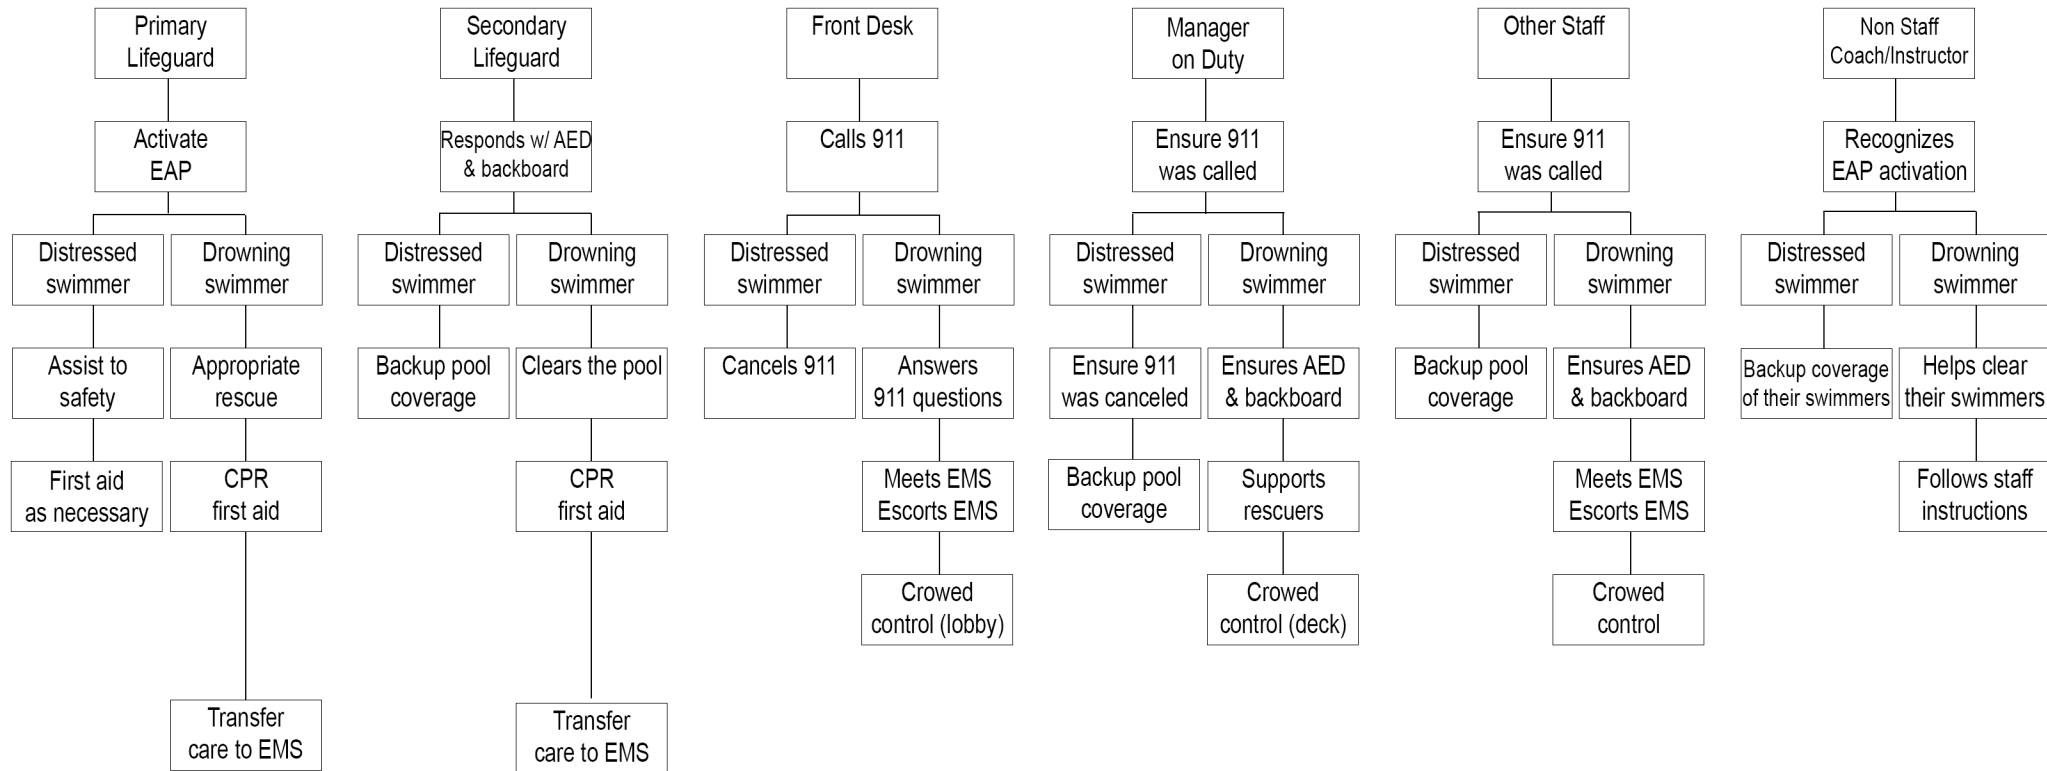 Primary
Lifeguard
Secondary
Lifeguard
Front Desk
Manager
on Duty
Other Staff
Non Staff
Coach/Instructor
Activate
EAP
Responds w/ AED
& backboard
Calls 911
Ensure 911
was called
Ensure 911
was called
Recognizes
EAP activation
Distressed
swimmer
Drowning
swimmer
Distressed
swimmer
Drowning
swimmer
Distressed
swimmer
Drowning
swimmer
Distressed
swimmer
Drowning
swimmer
Distressed
swimmer
Drowning
swimmer
Distressed
swimmer
Drowning
swimmer
Assist to
safety
Appropriate
rescue
Backup pool
coverage
Clears the pool
Cancels 911
Answers
911 questions
Ensure 911
was canceled
Ensures AED
& backboard
Backup pool
coverage
Ensures AED
& backboard
Backup coverage
of their swimmers
Helps clear
their swimmers
First aid
as necessary
CPR
first aid
CPR
first aid
Meets EMS
Escorts EMS
Backup pool
coverage
Supports
rescuers
Meets EMS
Escorts EMS
Follows staff
instructions
Crowed
control (lobby)
Crowed
control (deck)
Crowed
control
Transfer
care to EMS
Transfer
care to EMS